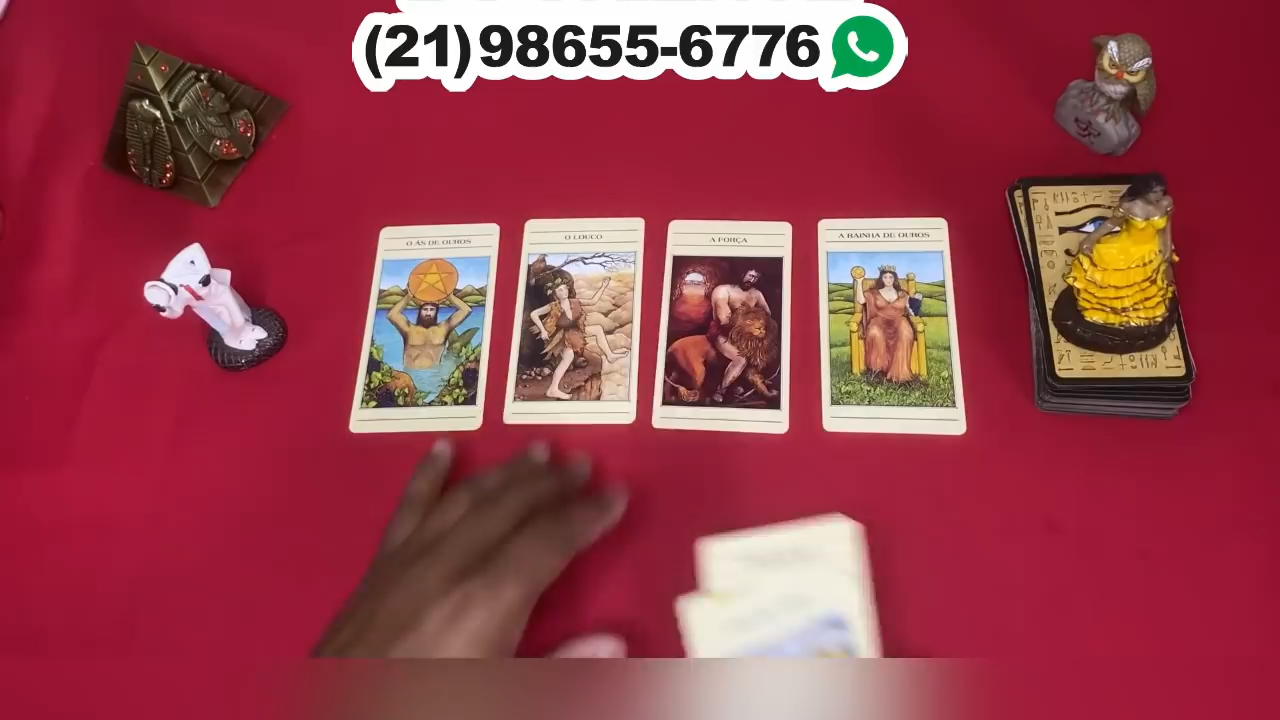 (21)98655-6776
O ÁS DE OUROS
O LOUCO
A FORÇA
A RAINHA DE OUROS